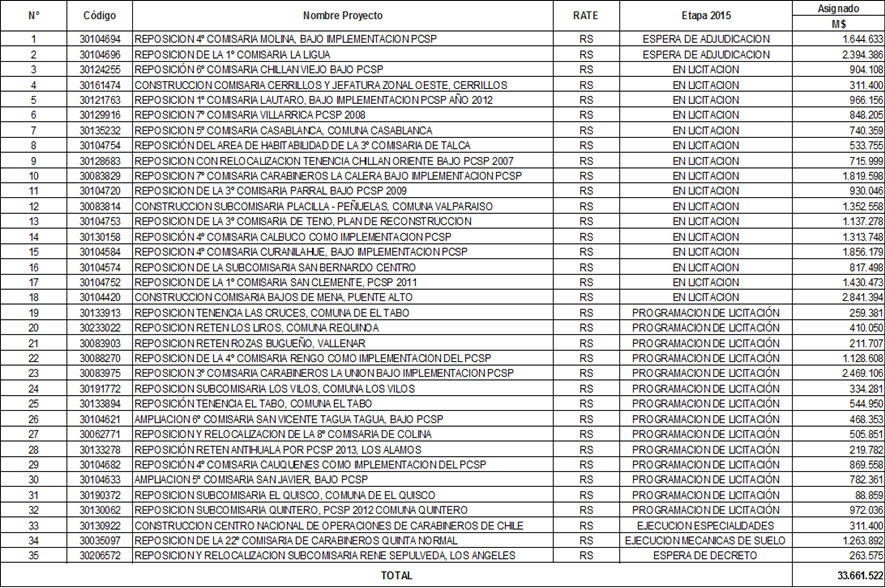 N° Código Nombre Proyecto RATE Etapa 2015 Asignado
M$
1 30104694 REPOSICION 4º COMISARIA MOLINA, BAJO IMPLEMENTACION PCSP RS ESPERA DE ADJUDICACION 1.644.633
2 30104696 REPOSICION DE LA 1º COMISARIA LA LIGUA RS ESPERA DE ADJUDICACION 2.394.386
3 30124255 REPOSICIÓN 6º COMISARIA CHILLAN VIEJO BAJO PCSP RS EN LICITACION 904.108
4 30161474 CONSTRUCCION COMISARIA CERRILLOS Y JEFATURA ZONAL OESTE, CERRILLOS RS EN LICITACION 311.400
5 30121763 REPOSICION 1º COMISARIA LAUTARO, BAJO IMPLEMENTACION PCSP AÑO 2012 RS EN LICITACION 966.156
6 30129916 REPOSICION 7º COMISARIA VILLARRICA PCSP 2008 RS EN LICITACION 848.205
7 30135232 REPOSICION 5º COMISARIA CASABLANCA, COMUNA CASABLANCA RS EN LICITACION 740.359
8 30104754 REPOSICIÓN DEL AREA DE HABITABILIDAD DE LA 3º COMISARIA DE TALCA RS EN LICITACION 533.755
9 30128683 REPOSICION CON RELOCALIZACION TENENCIA CHILLAN ORIENTE BAJO PCSP 2007 RS EN LICITACION 715.999
10 30083829 REPOSICION 7º COMISARIA CARABINEROS LA CALERA BAJO IMPLEMENTACION PCSP RS EN LICITACION 1.819.598
11 30104720 REPOSICION DE LA 3º COMISARIA PARRAL BAJO PCSP 2009 RS EN LICITACION 930.046
12 30083814 CONSTRUCCION SUBCOMISARIA PLACILLA - PEÑUELAS, COMUNA VALPARAISO RS EN LICITACION 1.352.558
13 30104753 REPOSICION DE LA 3º COMISARIA DE TENO, PLAN DE RECONSTRUCCION RS EN LICITACION 1.137.278
14 30130158 REPOSICIÓN 4º COMISARIA CALBUCO COMO IMPLEMENTACION PCSP RS EN LICITACION 1.313.748
15 30104584 REPOSICION 4º COMISARIA CURANILAHUE, BAJO IMPLEMENTACION PCSP RS EN LICITACION 1.856.179
16 30104574 REPOSICION DE LA SUBCOMISARIA SAN BERNARDO CENTRO RS EN LICITACION 817.498
17 30104752 REPOSICION DE LA 1º COMISARIA SAN CLEMENTE, PCSP 2011 RS EN LICITACION 1.430.473
18 30104420 CONSTRUCCION COMISARIA BAJOS DE MENA, PUENTE ALTO RS EN LICITACION 2.841.394
19 30133913 REPOSICION TENENCIA LAS CRUCES, COMUNA DE EL TABO RS PROGRAMACION DE LICITACIÓN 259.381
20 30233022 REPOSICION RETEN LOS LIROS, COMUNA REQUINOA RS PROGRAMACION DE LICITACIÓN 410.050
21 30083903 REPOSICION RETEN ROZAS BUGUEÑO, VALLENAR RS PROGRAMACION DE LICITACIÓN 211.707
22 30088270 REPOSICION DE LA 4º COMISARIA RENGO COMO IMPLEMENTACION DEL PCSP RS PROGRAMACION DE LICITACIÓN 1.128.608
23 30083975 REPOSICION 3º COMISARIA CARABINEROS LA UNION BAJO IMPLEMENTACION PCSP RS PROGRAMACION DE LICITACIÓN 2.469.106
24 30191772 REPOSICION SUBCOMISARIA LOS VILOS, COMUNA LOS VILOS RS PROGRAMACION DE LICITACIÓN 334.281
25 30133894 REPOSICIÓN TENENCIA EL TABO, COMUNA EL TABO RS PROGRAMACION DE LICITACIÓN 544.950
26 30104621 AMPLIACION 6º COMISARIA SAN VICENTE TAGUA TAGUA, BAJO PCSP RS PROGRAMACION DE LICITACIÓN 468.353
27 30062771 REPOSICION Y RELOCALIZACION DE LA 8º COMISARIA DE COLINA RS PROGRAMACION DE LICITACIÓN 505.851
28 30133278 REPOSICIÓN RETEN ANTIHUALA POR PCSP 2013, LOS ALAMOS RS PROGRAMACION DE LICITACIÓN 219.782
29 30104682 REPOSICIÓN 4º COMISARIA CAUQUENES COMO IMPLEMENTACION DEL PCSP RS PROGRAMACION DE LICITACIÓN 869.558
30 30104633 AMPLIACION 5º COMISARIA SAN JAVIER, BAJO PCSP RS PROGRAMACION DE LICITACIÓN 782.361
31 30190372 REPOSICION SUBCOMISARIA EL QUISCO, COMUNA DE EL QUISCO RS PROGRAMACION DE LICITACIÓN 88.859
32 30130062 REPOSICION SUBCOMISARIA QUINTERO, PCSP 2012 COMUNA QUINTERO RS PROGRAMACION DE LICITACIÓN 972.036
33 30130922 CONSTRUCCION CENTRO NACIONAL DE OPERACIONES DE CARABINEROS DE CHILE RS EJECUCION ESPECIALIDADES 311.400
34 30035097 REPOSICION DE LA 22º COMISARIA DE CARABINEROS QUINTA NORMAL RS EJECUCION MECANICAS DE SUELO 1.263.892
35 30206572 REPOSICION Y RELOCALIZACION SUBCOMISARIA RENE SEPULVEDA, LOS ANGELES RS ESPERA DE DECRETO 263.575
TOTAL 33.661.522